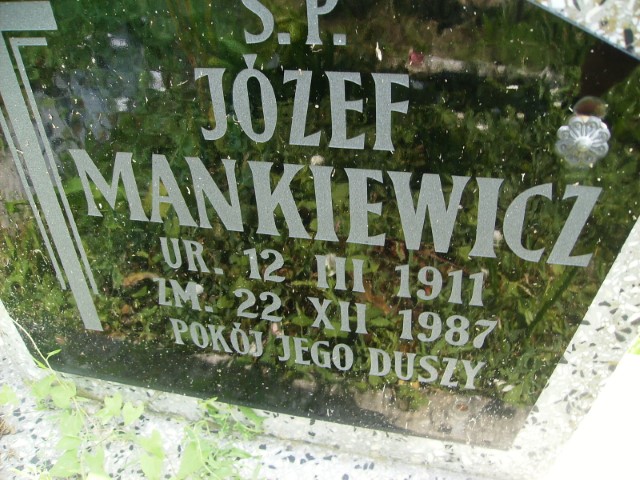 Ś.P.
JÓZEF
MANKIEWICZ
UR. 12 III 1911
ZM. 22 XII 1987
POKÓJ JEGO DUSZY